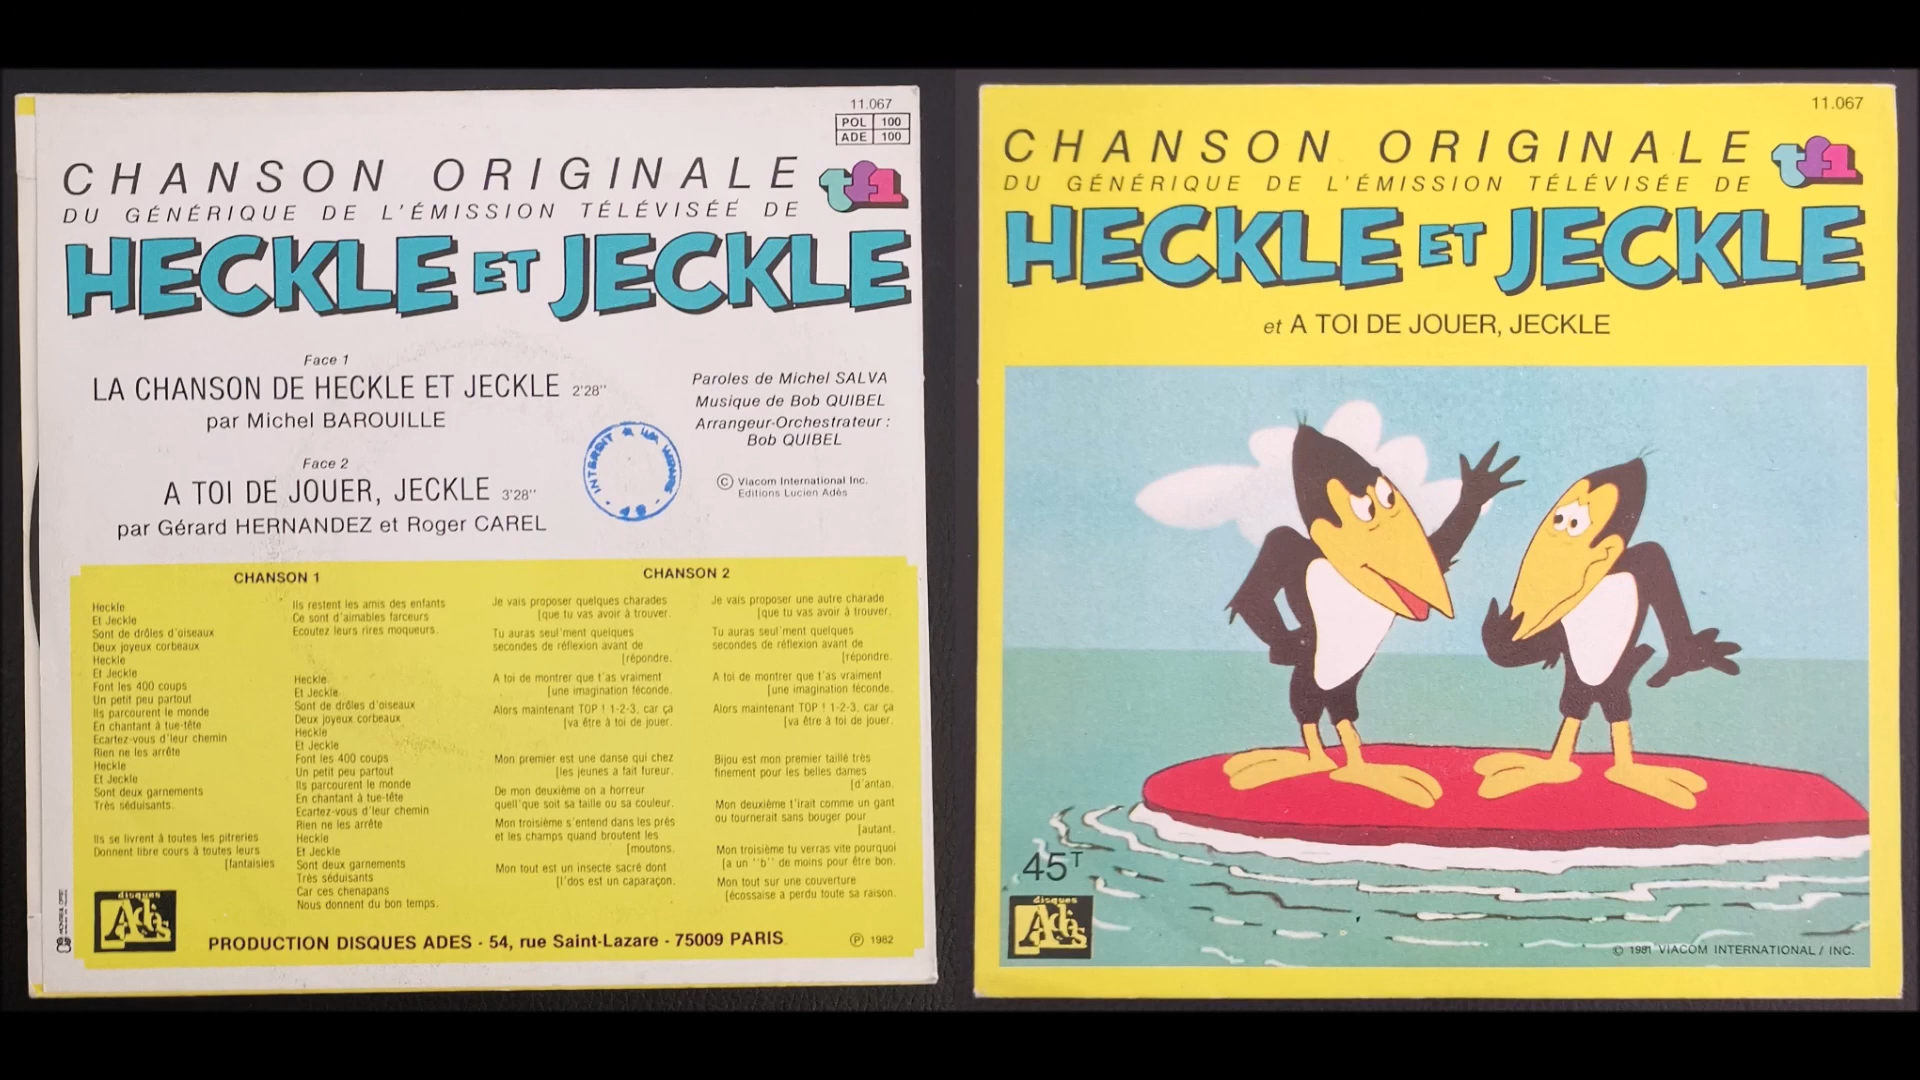 11.067
POL 100
ADE 100
CHANSON ORIGINALE
tf1
DU GÉNÉRIQUE DE L'ÉMISSION TÉLÉVISÉE DE
HECKLE ET JECKLE
Face 1
LA CHANSON DE HECKLE ET JECKLE 2'28''
par Michel BAROUILLE
Face 2
A TOI DE JOUER, JECKLE 3'28''
par Gérard HERNANDEZ et Roger CAREL
Paroles de Michel SALVA
Musique de Bob QUIBEL
Arrangeur-Orchestrateur :
Bob QUIBEL
© Viacom International Inc.
Editions Lucien Adès
INTERDIT
CHANSON 1
Heckle
Et Jeckle
Sont de drôles d'oiseaux
Deux joyeux corbeaux
Heckle
Et Jeckle
Font les 400 coups
Un petit peu partout
Ils parcourent le monde
En chantant à tue-tête
Ecartez-vous d'leur chemin
Rien ne les arrête
Heckle
Et Jeckle
Sont deux garnements
Très séduisants.
Ils se livrent à toutes les pitreries
Donnent libre cours à toutes leurs
[fantaisies
Ils restent les amis des enfants
Ce sont d'aimables farceurs
Ecoutez leurs rires moqueurs.
Heckle
Et Jeckle
Sont de drôles d'oiseaux
Deux joyeux corbeaux
Heckle
Et Jeckle
Font les 400 coups
Un petit peu partout
Ils parcourent le monde
En chantant à tue-tête
Ecartez-vous d'leur chemin
Rien ne les arrête
Heckle
Et Jeckle
Sont deux garnements
Très séduisants
Car ces chenapans
Nous donnent du bon temps.
CHANSON 2
Je vais proposer quelques charades
[que tu vas avoir à trouver.
Tu auras seul'ment quelques
secondes de réflexion avant de
[répondre.
A toi de montrer que t'as vraiment
[une imagination féconde.
Alors maintenant TOP ! 1-2-3, car ça
[va être à toi de jouer.
Mon premier est une danse qui chez
[les jeunes a fait fureur.
De mon deuxième on a horreur
quell'que soit sa taille ou sa couleur.
Mon troisième s'entend dans les prés
et les champs quand broutent les
[moutons.
Mon tout est un insecte sacré dont
[l'dos est un caparaçon.
Je vais proposer une autre charade
[que tu vas avoir à trouver.
Tu auras seul'ment quelques
secondes de réflexion avant de
[répondre.
A toi de montrer que t'as vraiment
[une imagination féconde.
Alors maintenant TOP ! 1-2-3, car ça
[va être à toi de jouer.
Bijou est mon premier taillé très
finement pour les belles dames
[d'antan.
Mon deuxième t'irait comme un gant
ou tournerait sans bouger pour
[autant.
Mon troisième tu verras vite pourquoi
[a un ''b'' de moins pour être bon.
Mon tout sur une couverture
[écossaise a perdu toute sa raison.
disques
Adès
PRODUCTION DISQUES ADES - 54, rue Saint-Lazare - 75009 PARIS
℗ 1982
11.067
CHANSON ORIGINALE
tf1
DU GÉNÉRIQUE DE L'ÉMISSION TÉLÉVISÉE DE
HECKLE ET JECKLE
et A TOI DE JOUER, JECKLE
45T
disques
Adès
© 1981 VIACOM INTERNATIONAL / INC.